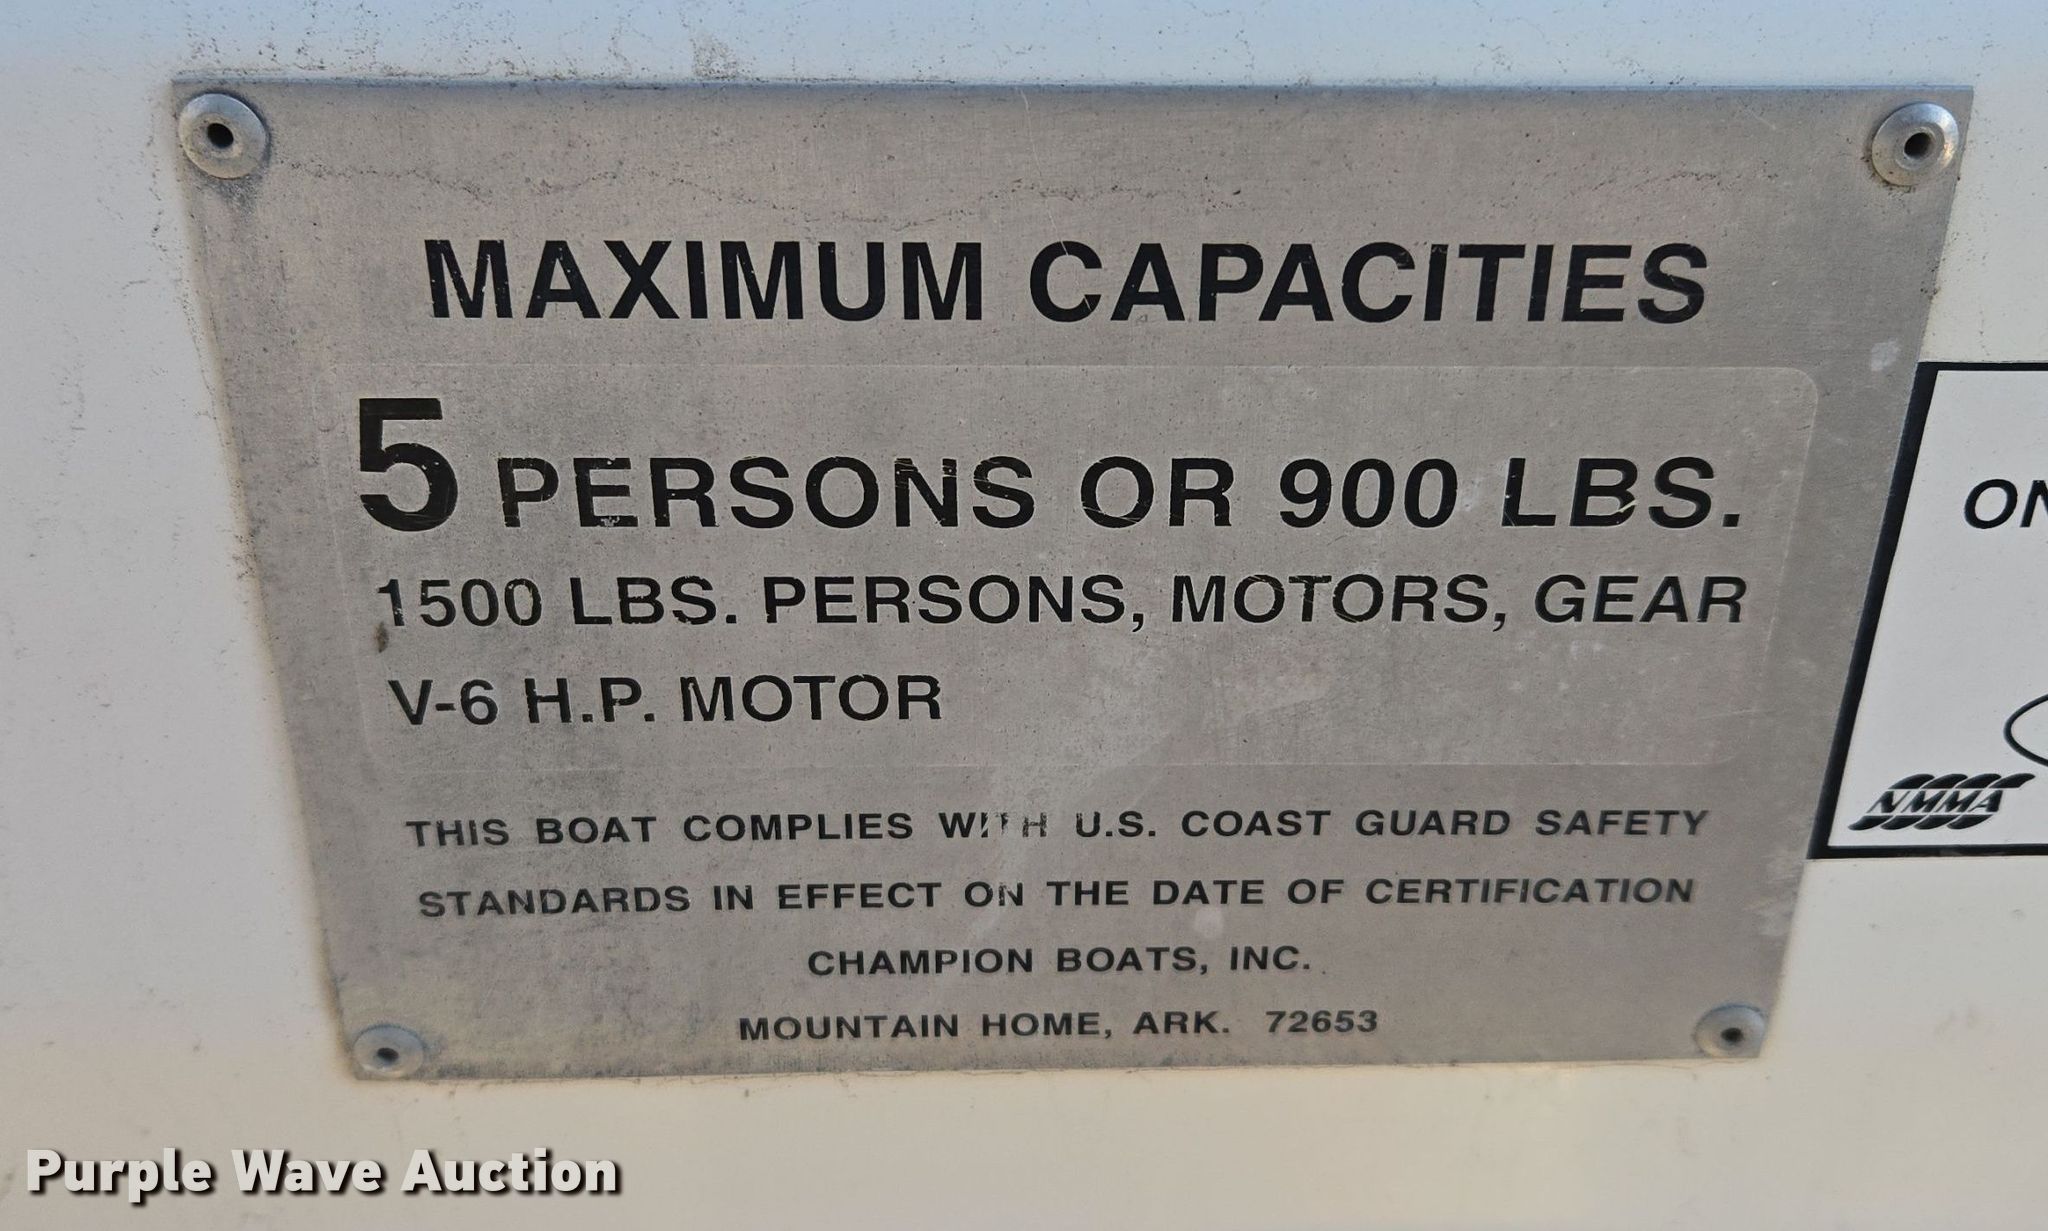 MAXIMUM CAPACITIES
5 PERSONS OR 900 LBS.
1500 LBS. PERSONS, MOTORS, GEAR
V-6 H.P. MOTOR
THIS BOAT COMPLIES WITH U.S. COAST GUARD SAFETY
STANDARDS IN EFFECT ON THE DATE OF CERTIFICATION
CHAMPION BOATS, INC.
MOUNTAIN HOME, ARK. 72653
NMMA
Purple Wave Auction